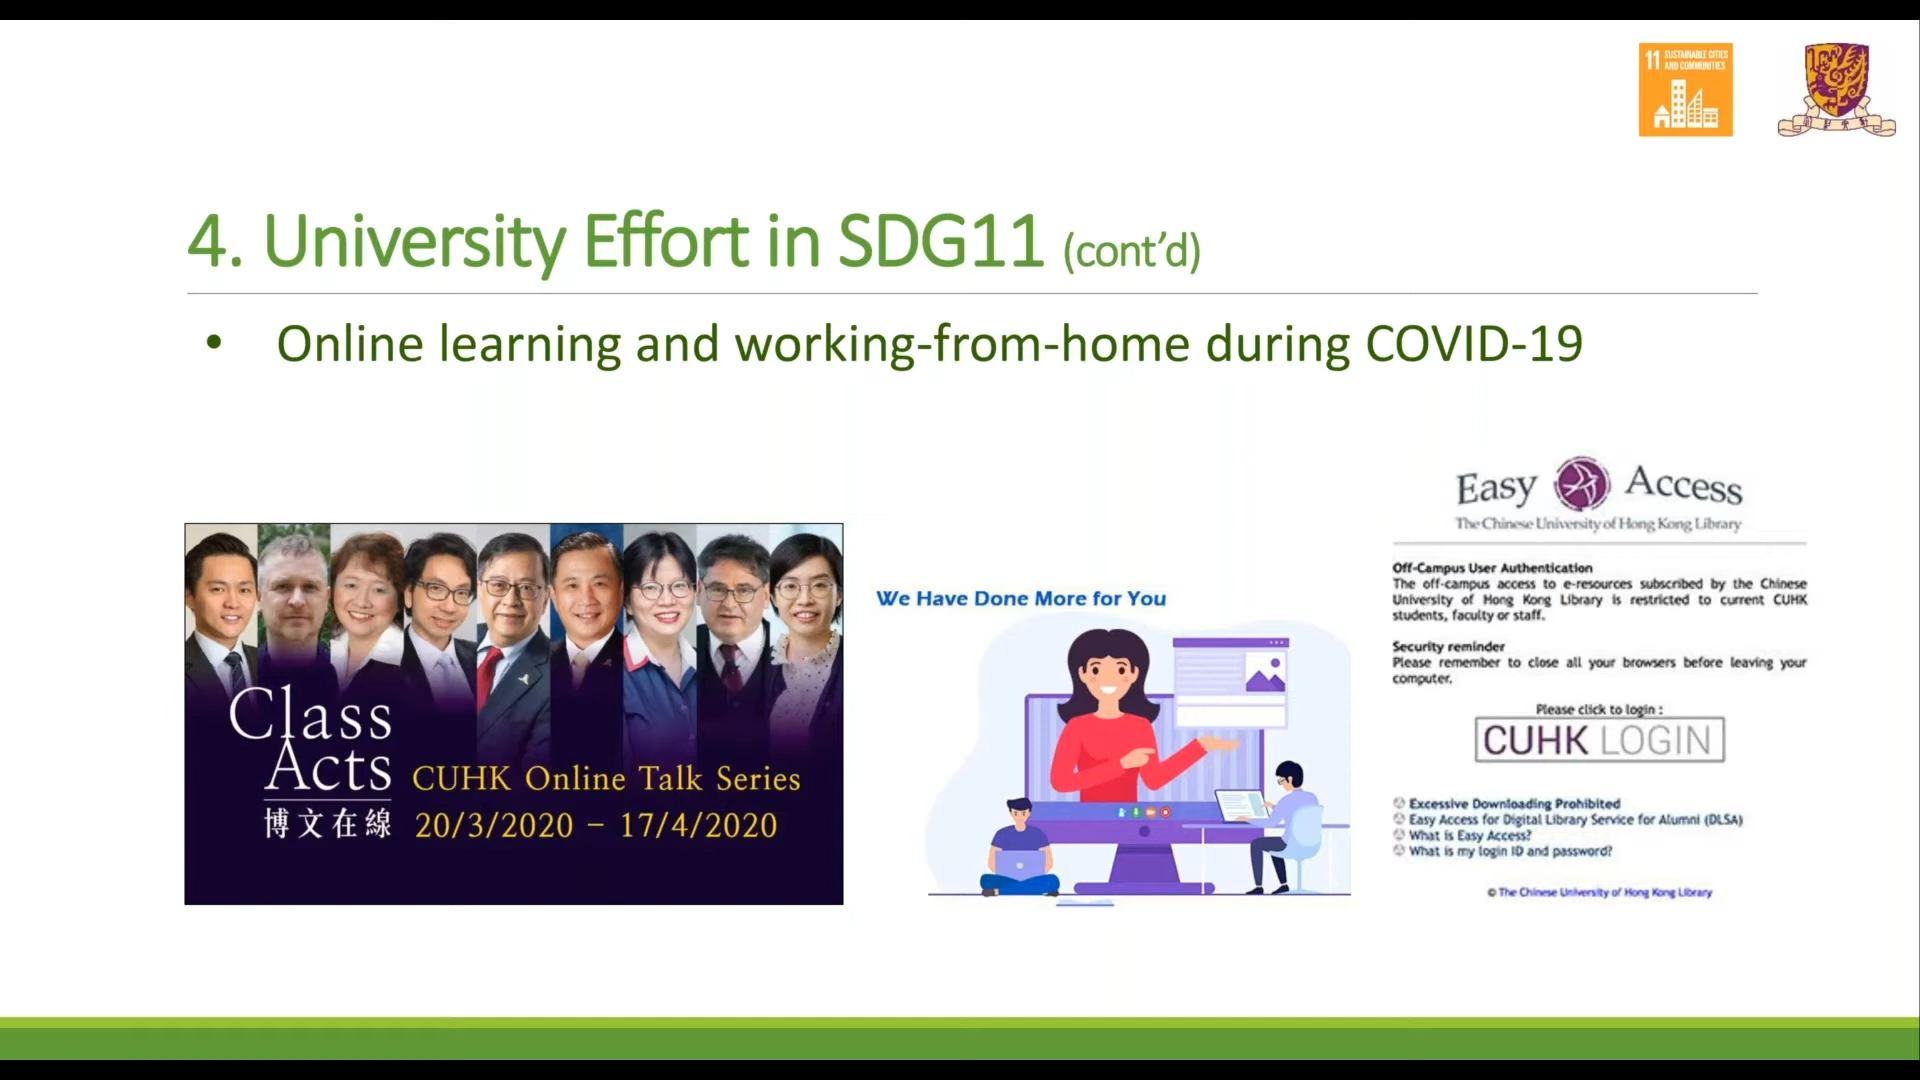 11 SUSTAINABLE CITIES
AND COMMUNITIES
4. University Effort in SDG11 (cont’d)
• Online learning and working-from-home during COVID-19
Class
Acts
博文在線
CUHK Online Talk Series
20/3/2020 – 17/4/2020
We Have Done More for You
Easy Access
The Chinese University of Hong Kong Library
Off-Campus User Authentication
The off-campus access to e-resources subscribed by the Chinese
University of Hong Kong Library is restricted to current CUHK
students, faculty or staff.
Security reminder
Please remember to close all your browsers before leaving your
computer.
Please click to login :
CUHK LOGIN
Excessive Downloading Prohibited
Easy Access for Digital Library Service for Alumni (DLSA)
What is Easy Access?
What is my login ID and password?
© The Chinese University of Hong Kong Library